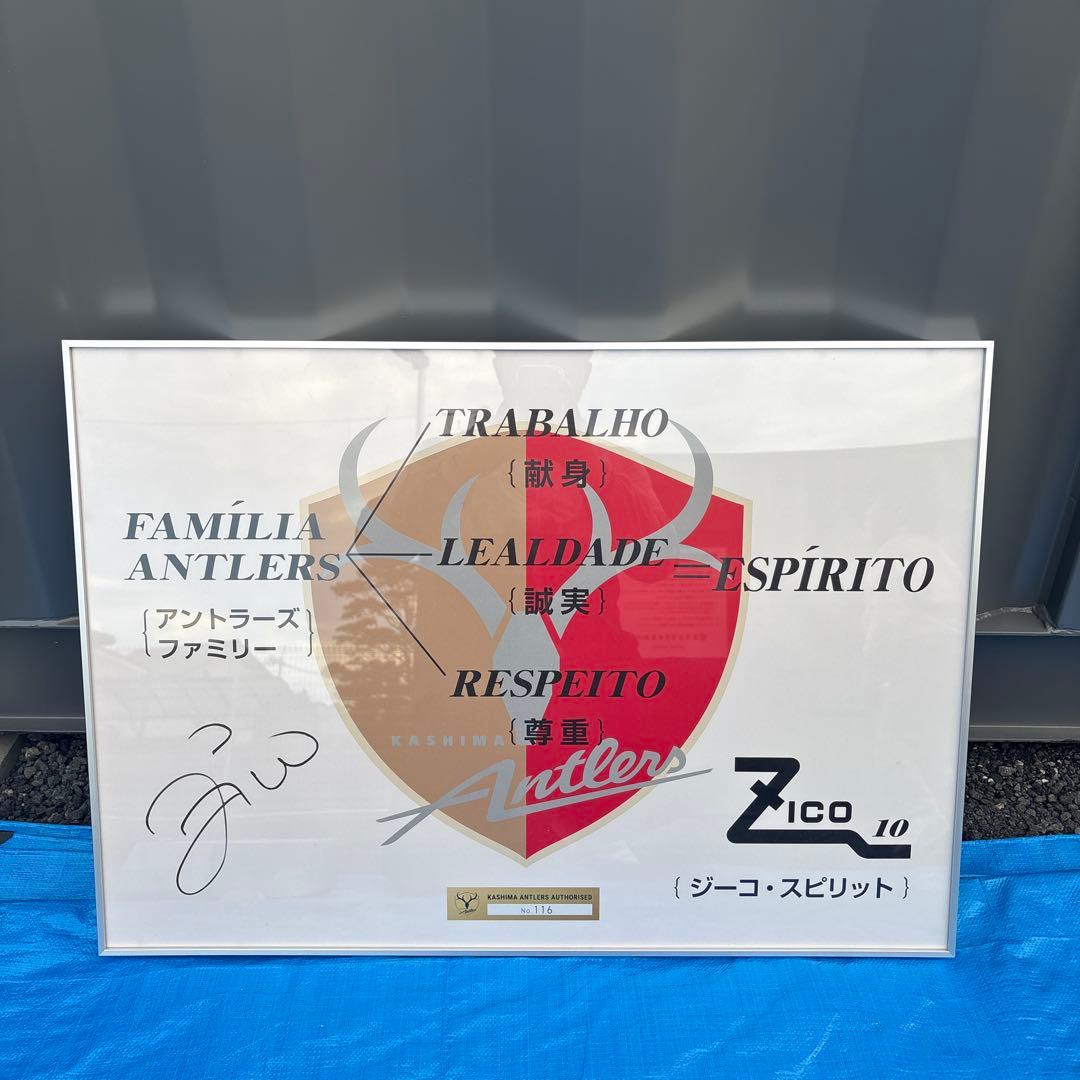 TRABALHO
{献身}
FAMÍLIA
ANTLERS
{アントラーズ
ファミリー}
LEALDADE
{誠実}
=ESPÍRITO
RESPEITO
{尊重}
KASHIMA
Antlers
Zico
ZICO 10
{ジーコ・スピリット}
KASHIMA ANTLERS AUTHORISED
No. 116